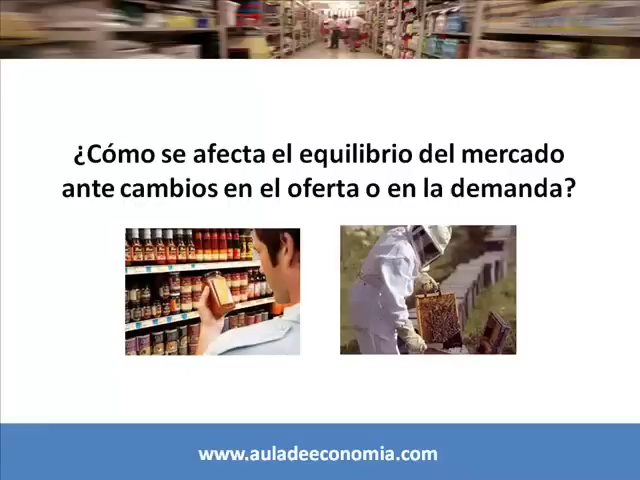 ¿Cómo se afecta el equilibrio del mercado
ante cambios en el oferta o en la demanda?
www.auladeeconomia.com